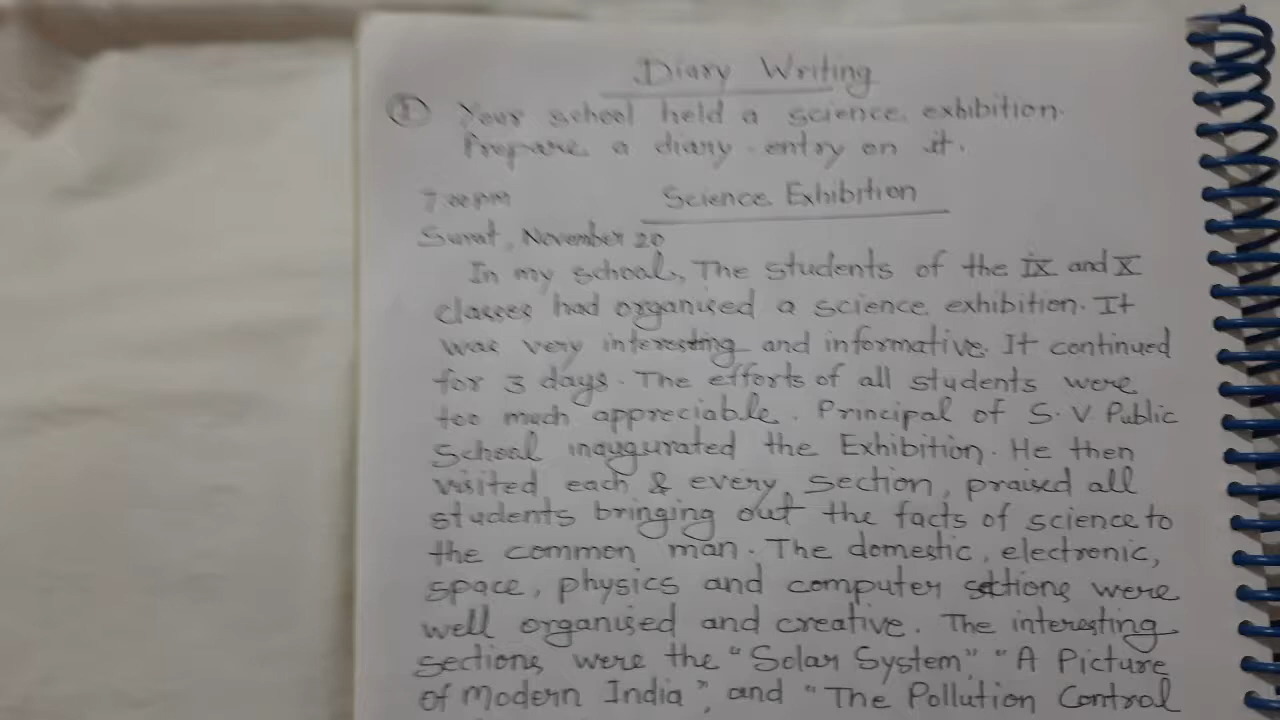 Diary Writing
① Your school held a science exhibition.
Prepare a diary entry on it.
7:00pm Science Exhibition
Surat, November 20
In my school, The students of the IX and X
classes had organised a science exhibition. It
was very interesting and informative. It continued
for 3 days. The efforts of all students were
too much appreciable. Principal of S.V. Public
School inaugurated the Exhibition. He then
visited each & every section, praised all
students bringing out the facts of science to
the common man. The domestic, electronic,
space, physics and computer sections were
well organised and creative. The interesting
sections were the "Solar System" "A Picture
of Modern India", and "The Pollution Control